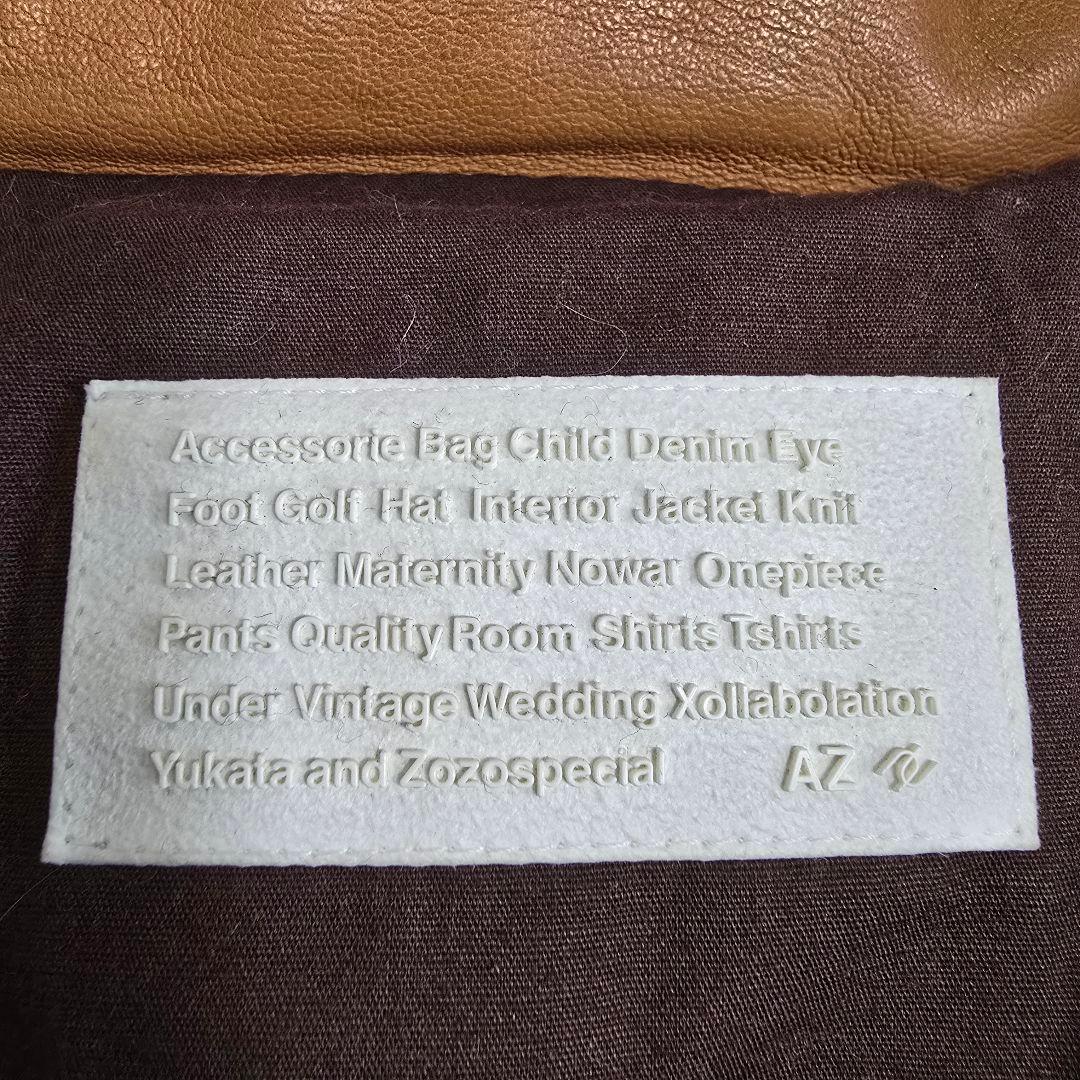 Accessorie Bag Child Denim Eye
Foot Golf Hat Interior Jacket Knit
Leather Maternity Nowar Onepiece
Pants Quality Room Shirts Tshirts
Under Vintage Wedding Xollabolation
Yukata and Zozospecial AZ